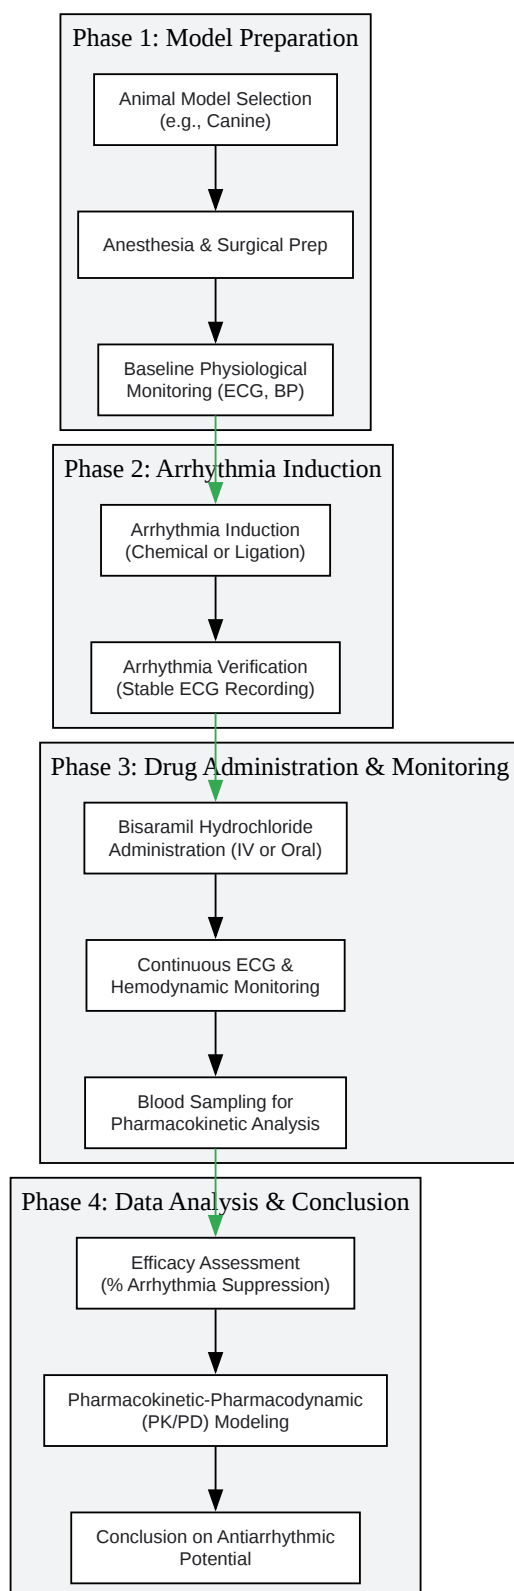 Phase 1: Model Preparation
Animal Model Selection
(e.g., Canine)
Anesthesia & Surgical Prep
Baseline Physiological
Monitoring (ECG, BP)
Phase 2: Arrhythmia Induction
Arrhythmia Induction
(Chemical or Ligation)
Arrhythmia Verification
(Stable ECG Recording)
Phase 3: Drug Administration & Monitoring
Bisaramil Hydrochloride
Administration (IV or Oral)
Continuous ECG &
Hemodynamic Monitoring
Blood Sampling for
Pharmacokinetic Analysis
Phase 4: Data Analysis & Conclusion
Efficacy Assessment
(% Arrhythmia Suppression)
Pharmacokinetic-Pharmacodynamic
(PK/PD) Modeling
Conclusion on Antiarrhythmic
Potential